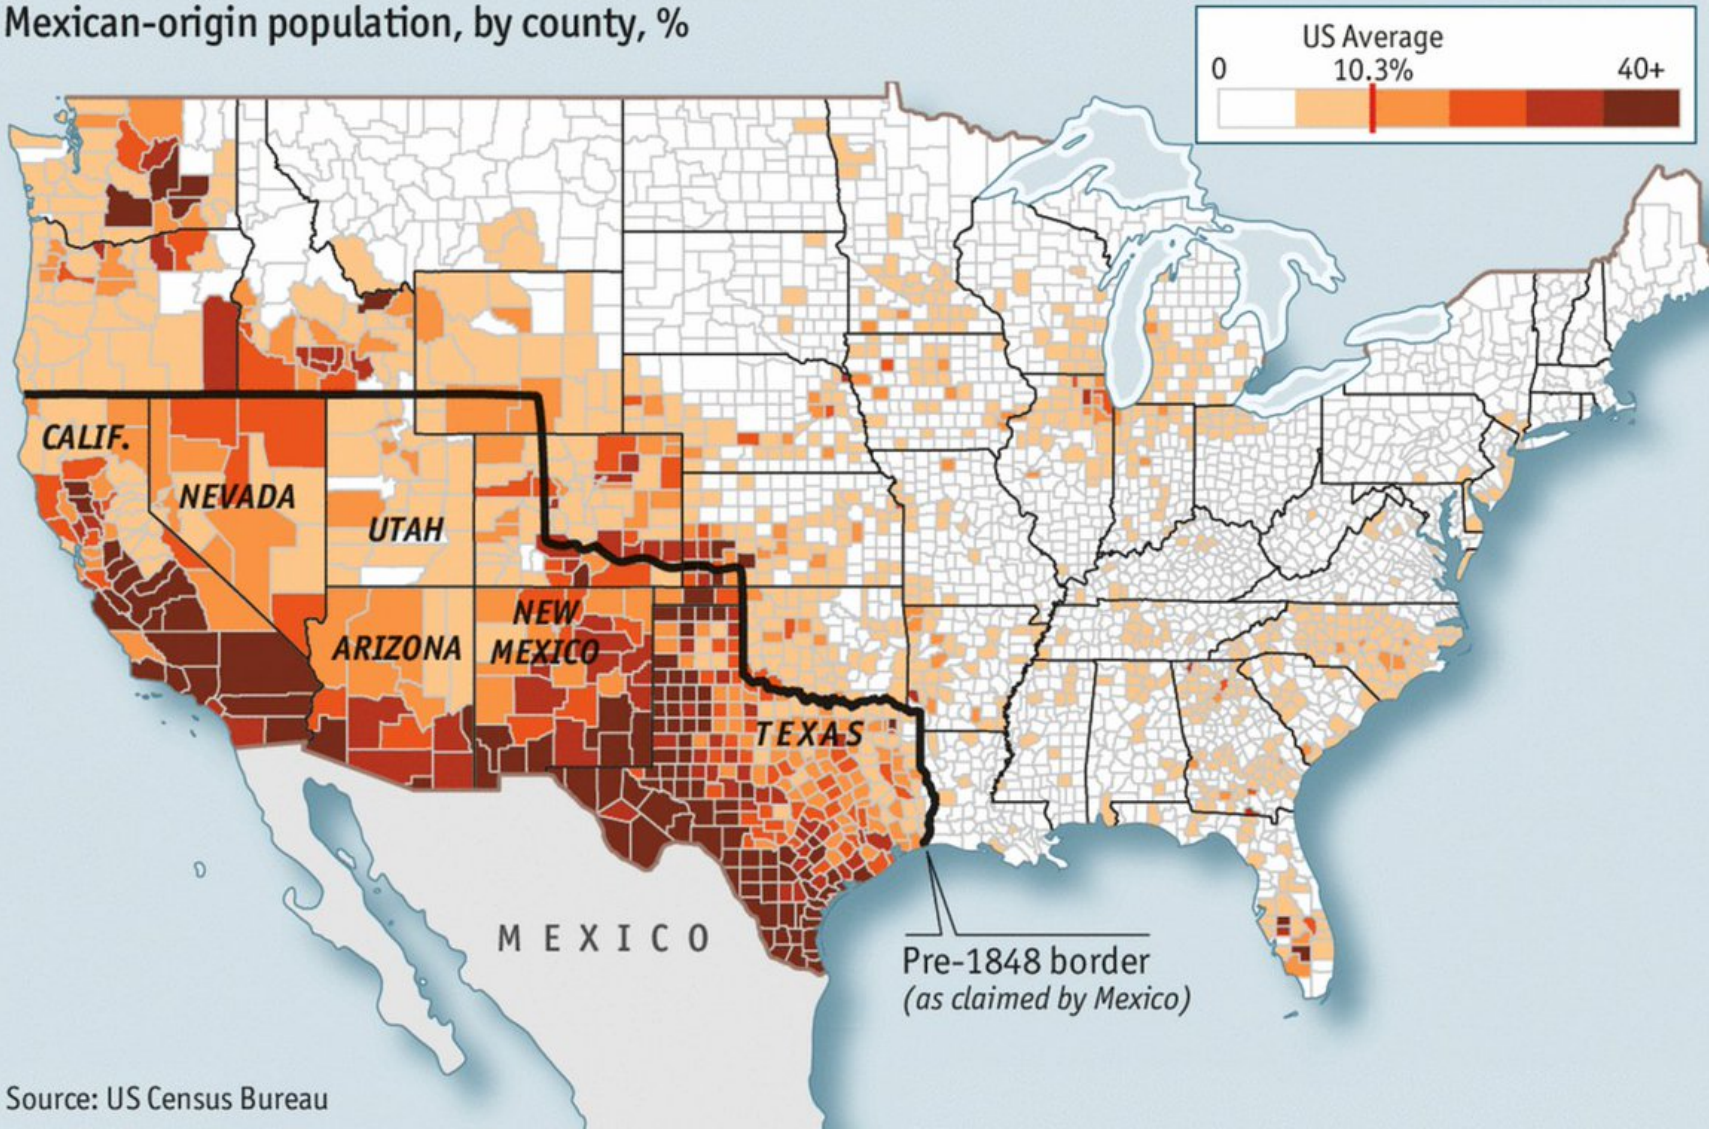 Mexican-origin population, by county, %
US Average
0 10.3% 40+
CALIF.
NEVADA
UTAH
ARIZONA
NEW
MEXICO
TEXAS
MEXICO
Pre-1848 border
(as claimed by Mexico)
Source: US Census Bureau